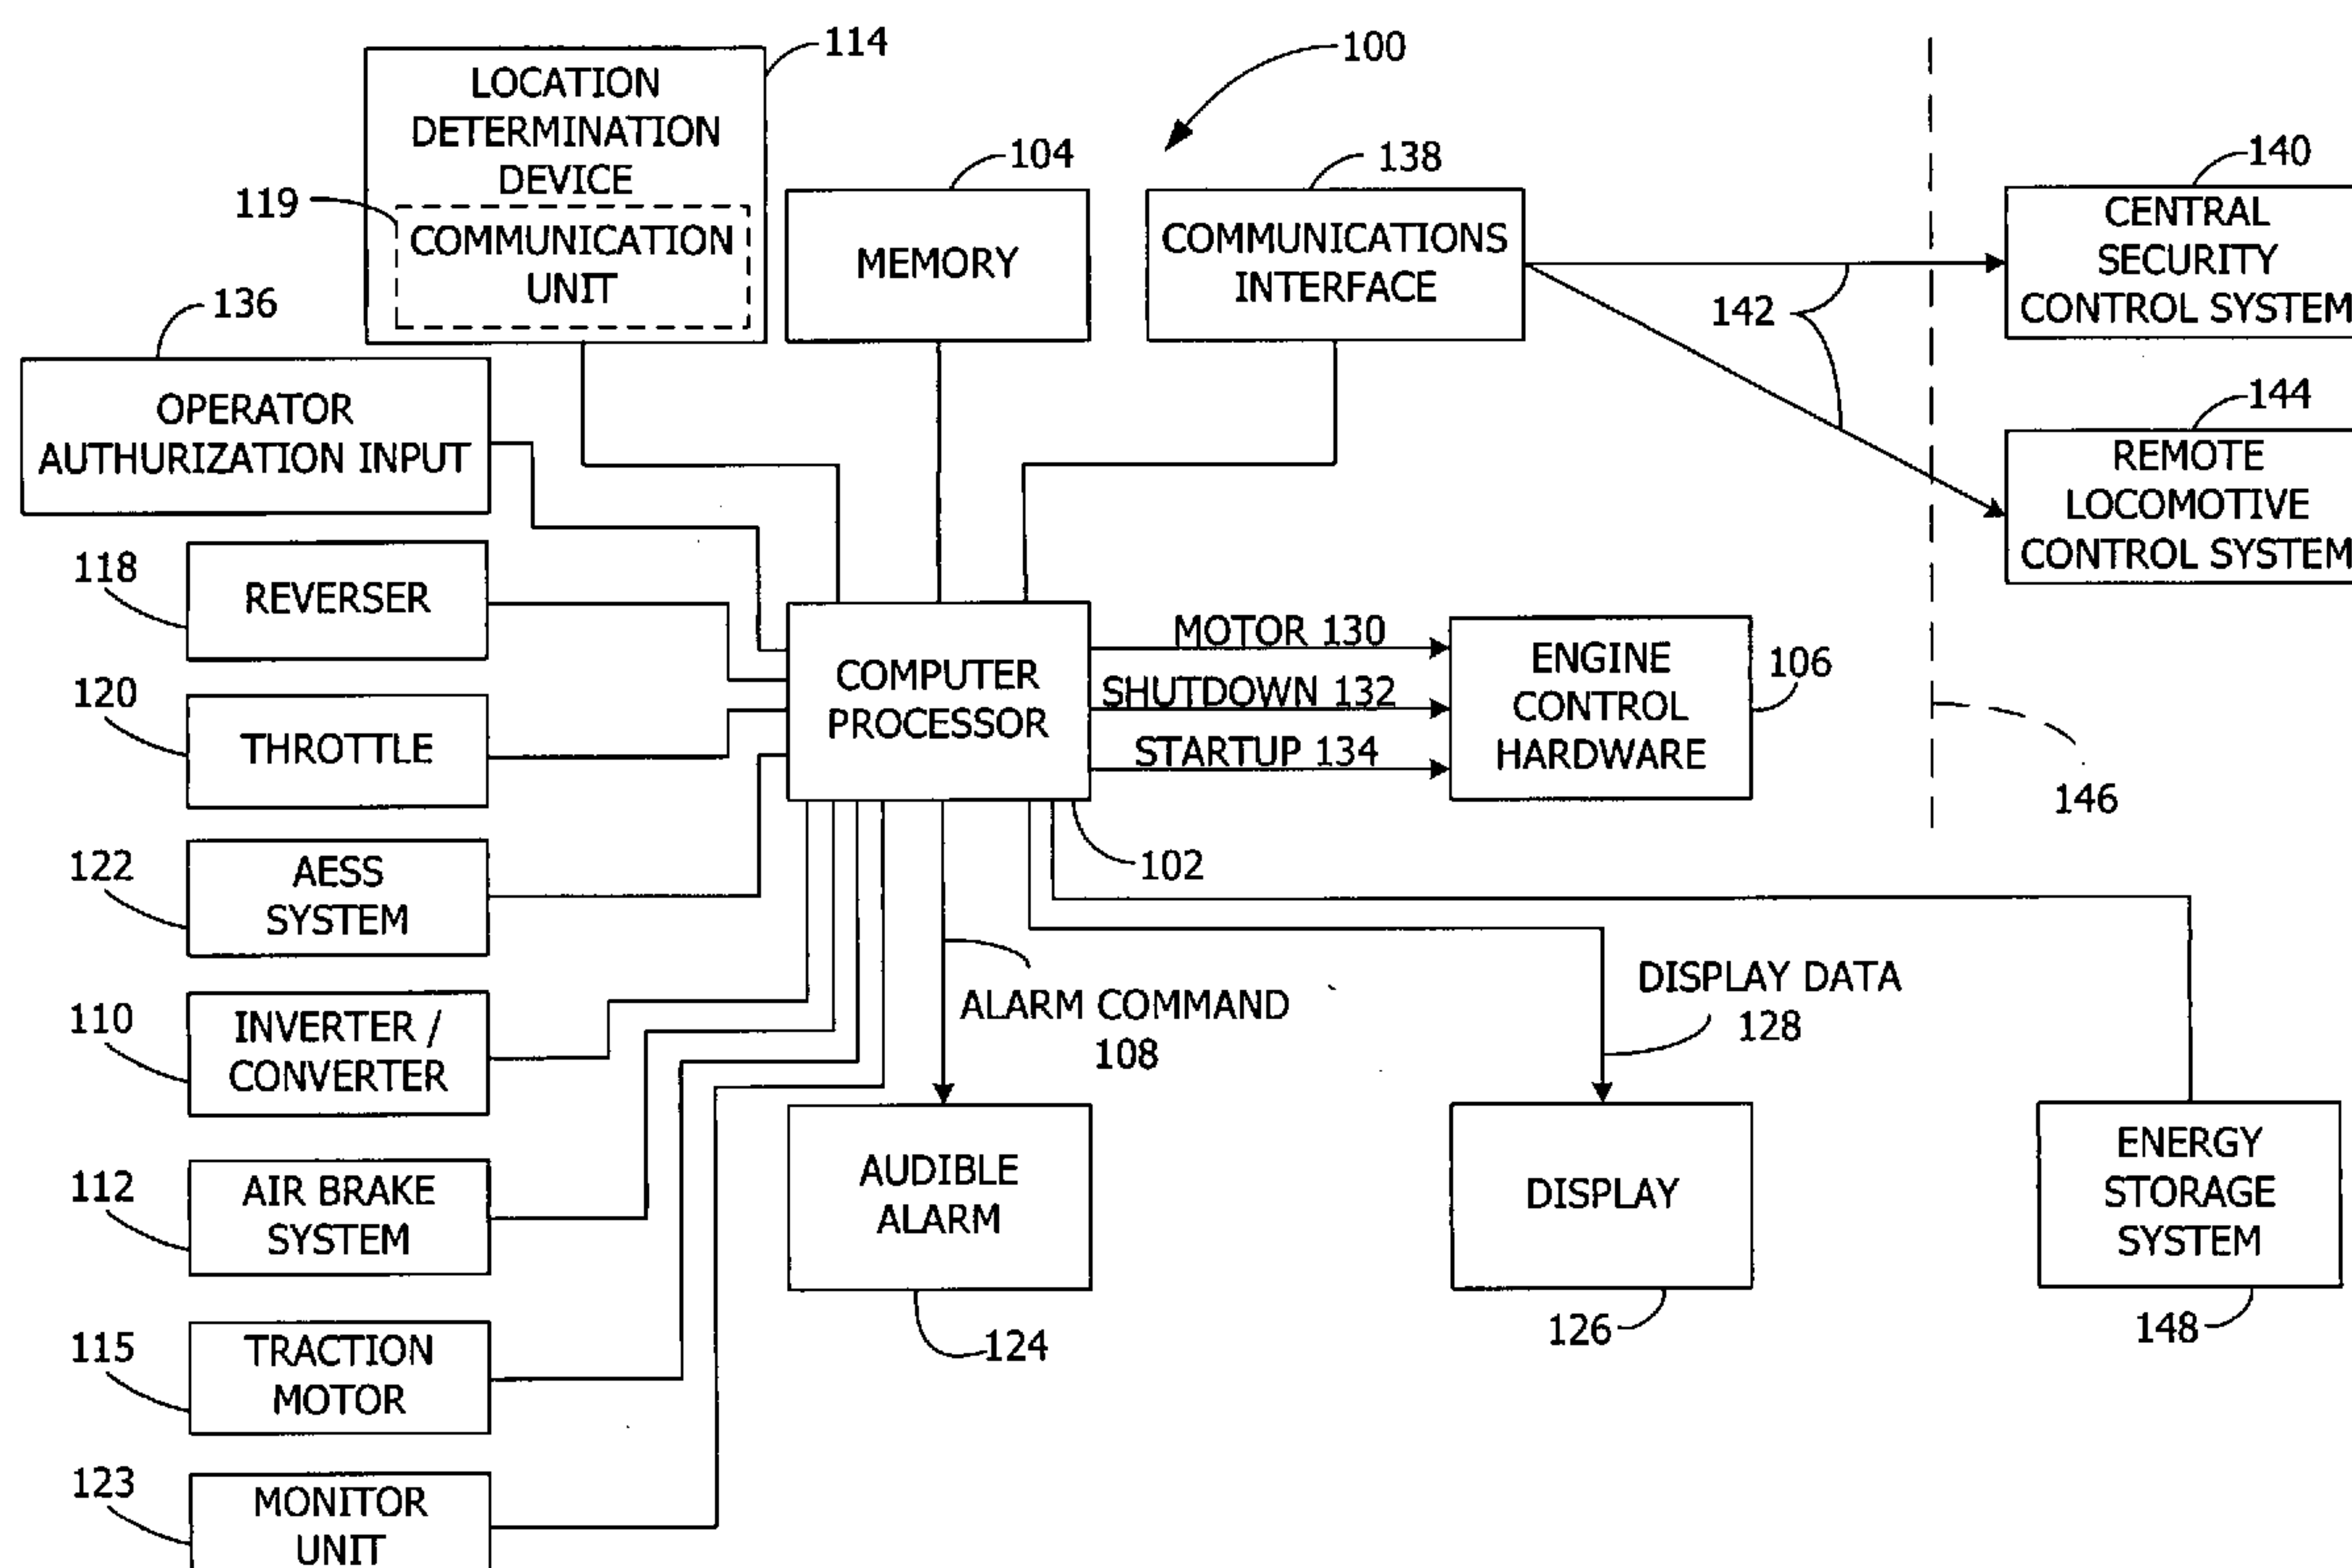 114
LOCATION
DETERMINATION
DEVICE
119
COMMUNICATION
UNIT
104
MEMORY
100
138
COMMUNICATIONS
INTERFACE
142
140
CENTRAL
SECURITY
CONTROL SYSTEM
144
REMOTE
LOCOMOTIVE
CONTROL SYSTEM
146
136
OPERATOR
AUTHURIZATION INPUT
118
REVERSER
120
THROTTLE
122
AESS
SYSTEM
110
INVERTER /
CONVERTER
112
AIR BRAKE
SYSTEM
115
TRACTION
MOTOR
123
MONITOR
UNIT
COMPUTER
PROCESSOR
102
MOTOR 130
SHUTDOWN 132
STARTUP 134
ENGINE
CONTROL
HARDWARE
106
ALARM COMMAND
108
AUDIBLE
ALARM
124
DISPLAY DATA
128
DISPLAY
126
ENERGY
STORAGE
SYSTEM
148